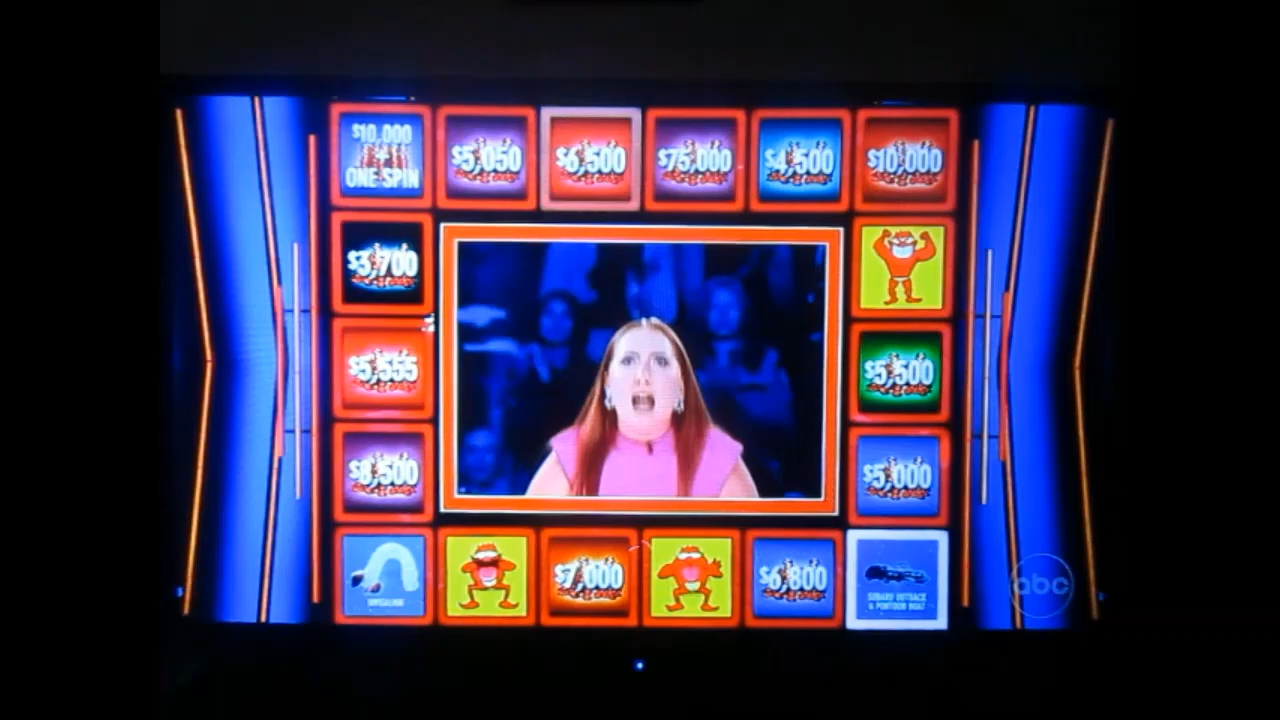 $10,000
+
ONE SPIN
$5,050
$6,500
$75,000
$4,500
$10,000
$3,700
$5,555
$5,500
$8,500
$5,000
INVISALIGN
$7,000
$6,800
SUBARU OUTBACK
& PONTOON BOAT
abc